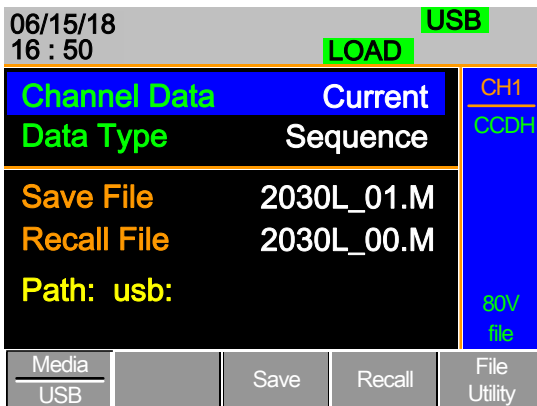 06/15/18 USB
16 : 50 LOAD
Channel Data Current
Data Type Sequence
Save File 2030L_01.M
Recall File 2030L_00.M
Path: usb:
CH1
CCDH
80V
file
Media
USB
Save
Recall
File
Utility